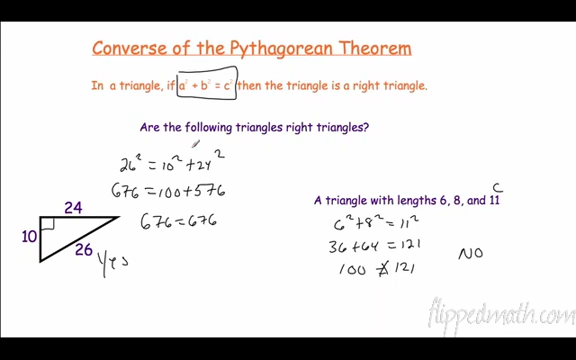 Converse of the Pythagorean Theorem
In a triangle, if a² + b² = c² then the triangle is a right triangle.
Are the following triangles right triangles?
26² = 10² + 24²
676 = 100 + 576
676 = 676
24
10
26
Yes
C
A triangle with lengths 6, 8, and 11
6² + 8² = 11²
36 + 64 = 121
100 ≠ 121
NO
flippedmath.com